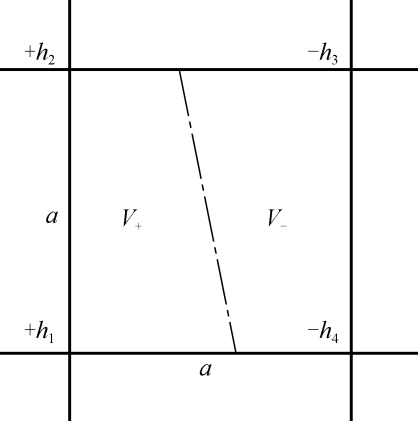 +h₂ −h₃
a V₊ V₋
+h₁ −h₄
a